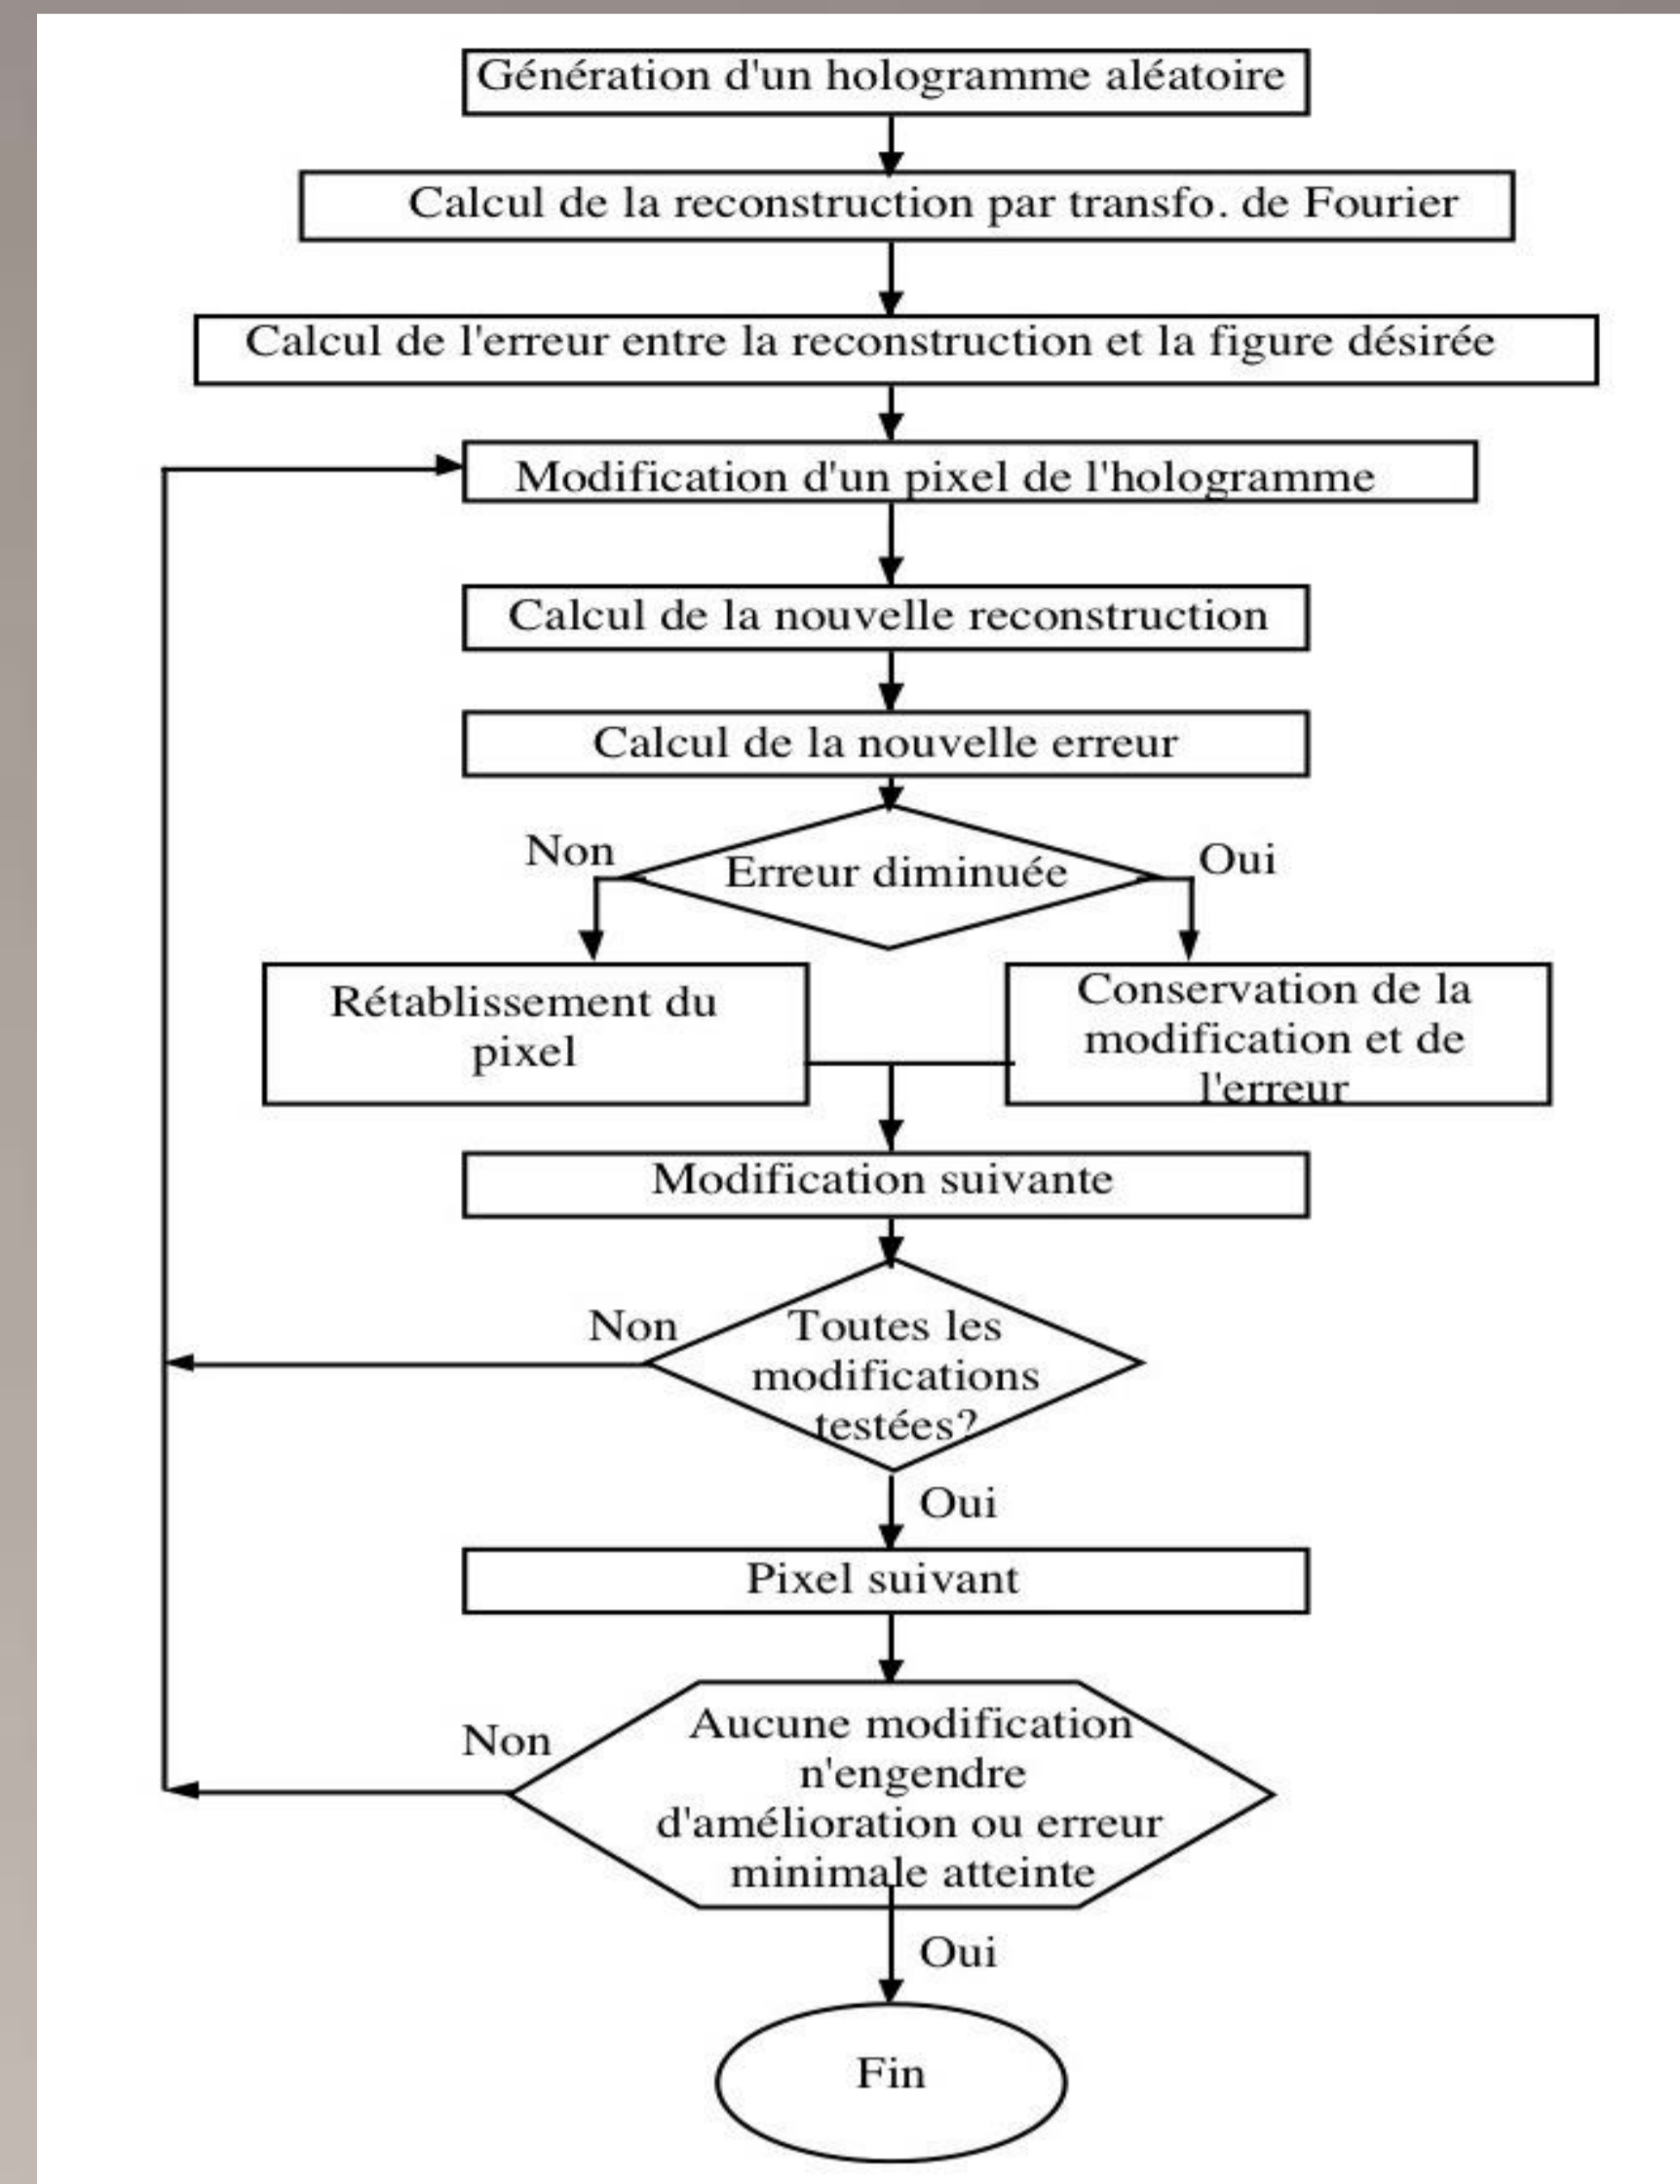 Génération d'un hologramme aléatoire
Calcul de la reconstruction par transfo. de Fourier
Calcul de l'erreur entre la reconstruction et la figure désirée
Modification d'un pixel de l'hologramme
Calcul de la nouvelle reconstruction
Calcul de la nouvelle erreur
Non
Erreur diminuée
Oui
Rétablissement du
pixel
Conservation de la
modification et de
l'erreur
Modification suivante
Non
Toutes les
modifications
testées?
Oui
Pixel suivant
Non
Aucune modification
n'engendre
d'amélioration ou erreur
minimale atteinte
Oui
Fin